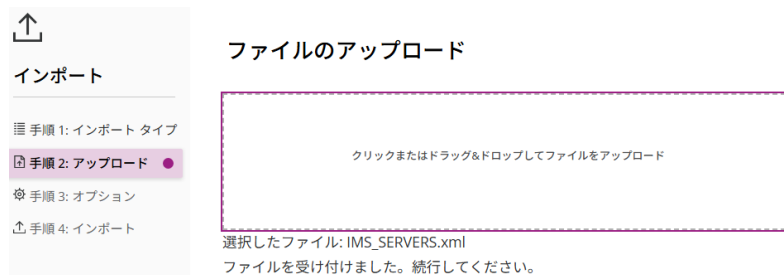 インポート
手順 1: インポート タイプ
手順 2: アップロード
手順 3: オプション
手順 4: インポート
ファイルのアップロード
クリックまたはドラッグ&ドロップしてファイルをアップロード
選択したファイル: IMS_SERVERS.xml
ファイルを受け付けました。続行してください。